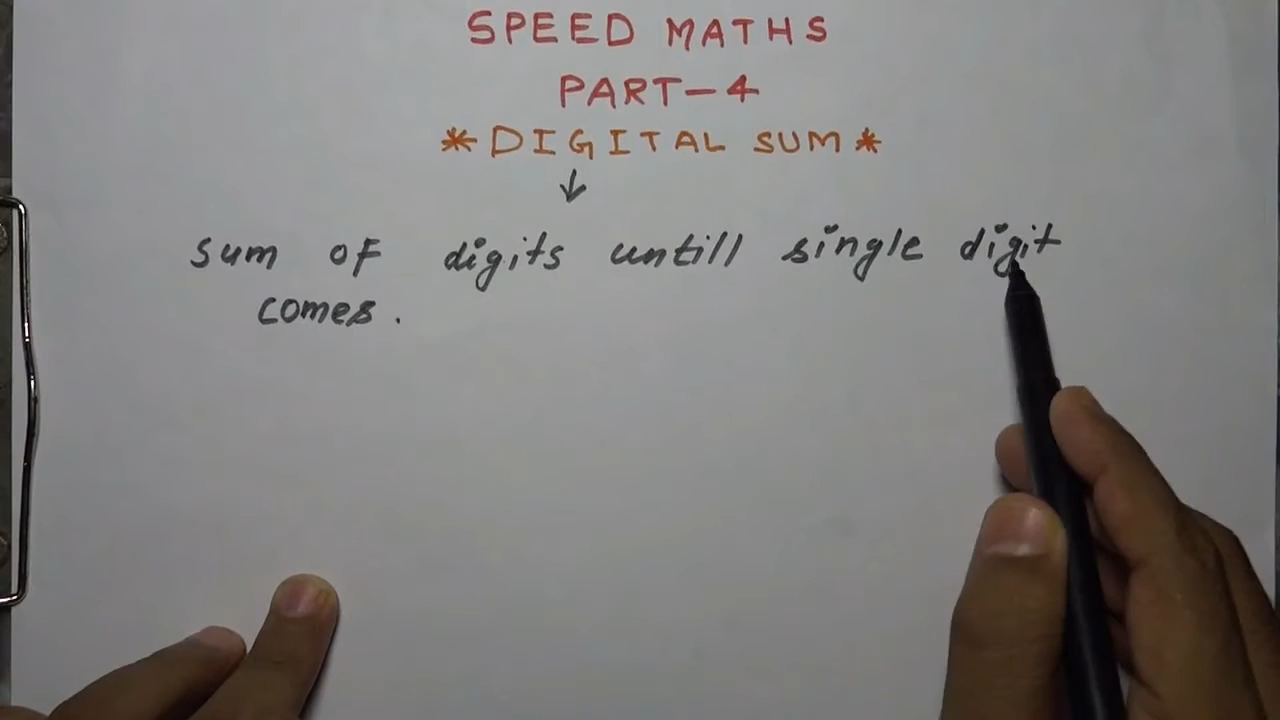 SPEED MATHS
PART-4
*DIGITAL SUM*
↓
sum of digits untill single digit
comes.